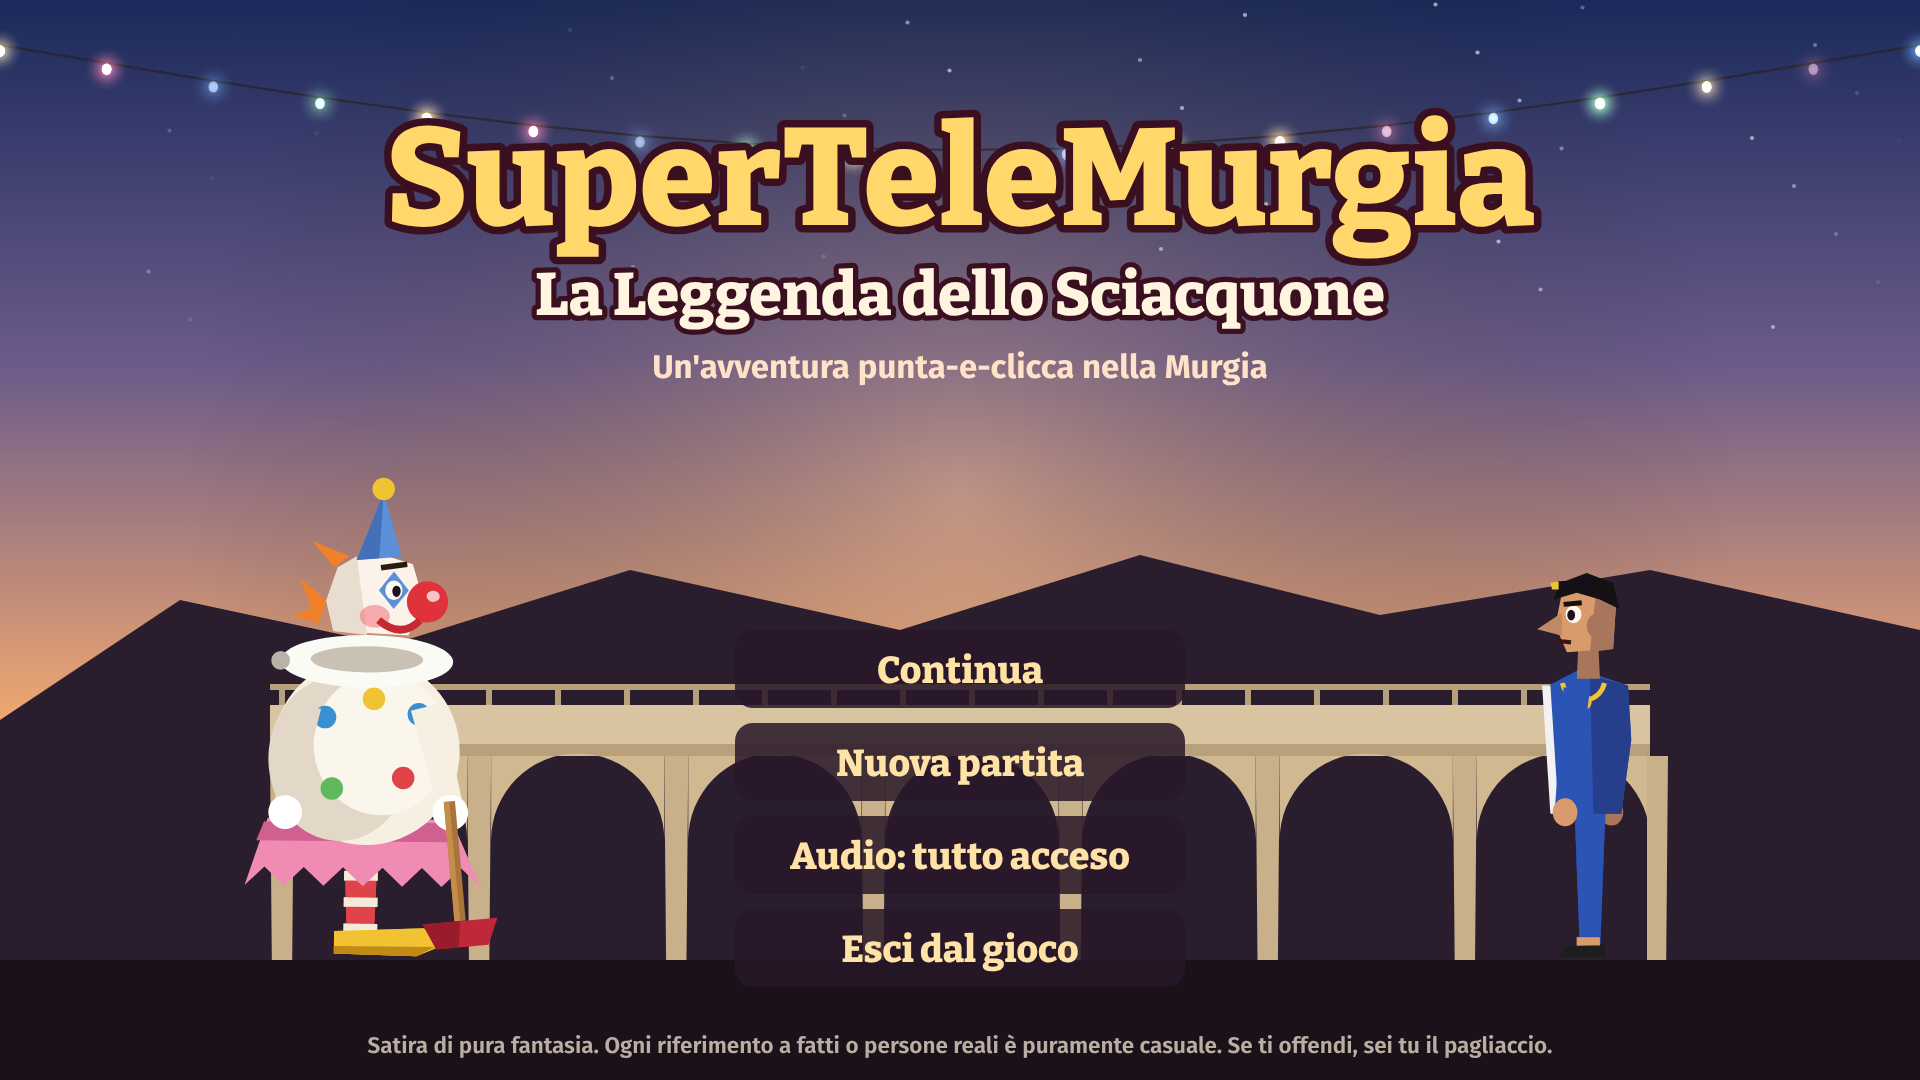 SuperTeleMurgia
La Leggenda dello Sciacquone
Un'avventura punta-e-clicca nella Murgia
Continua
Nuova partita
Audio: tutto acceso
Esci dal gioco
Satira di pura fantasia. Ogni riferimento a fatti o persone reali è puramente casuale. Se ti offendi, sei tu il pagliaccio.